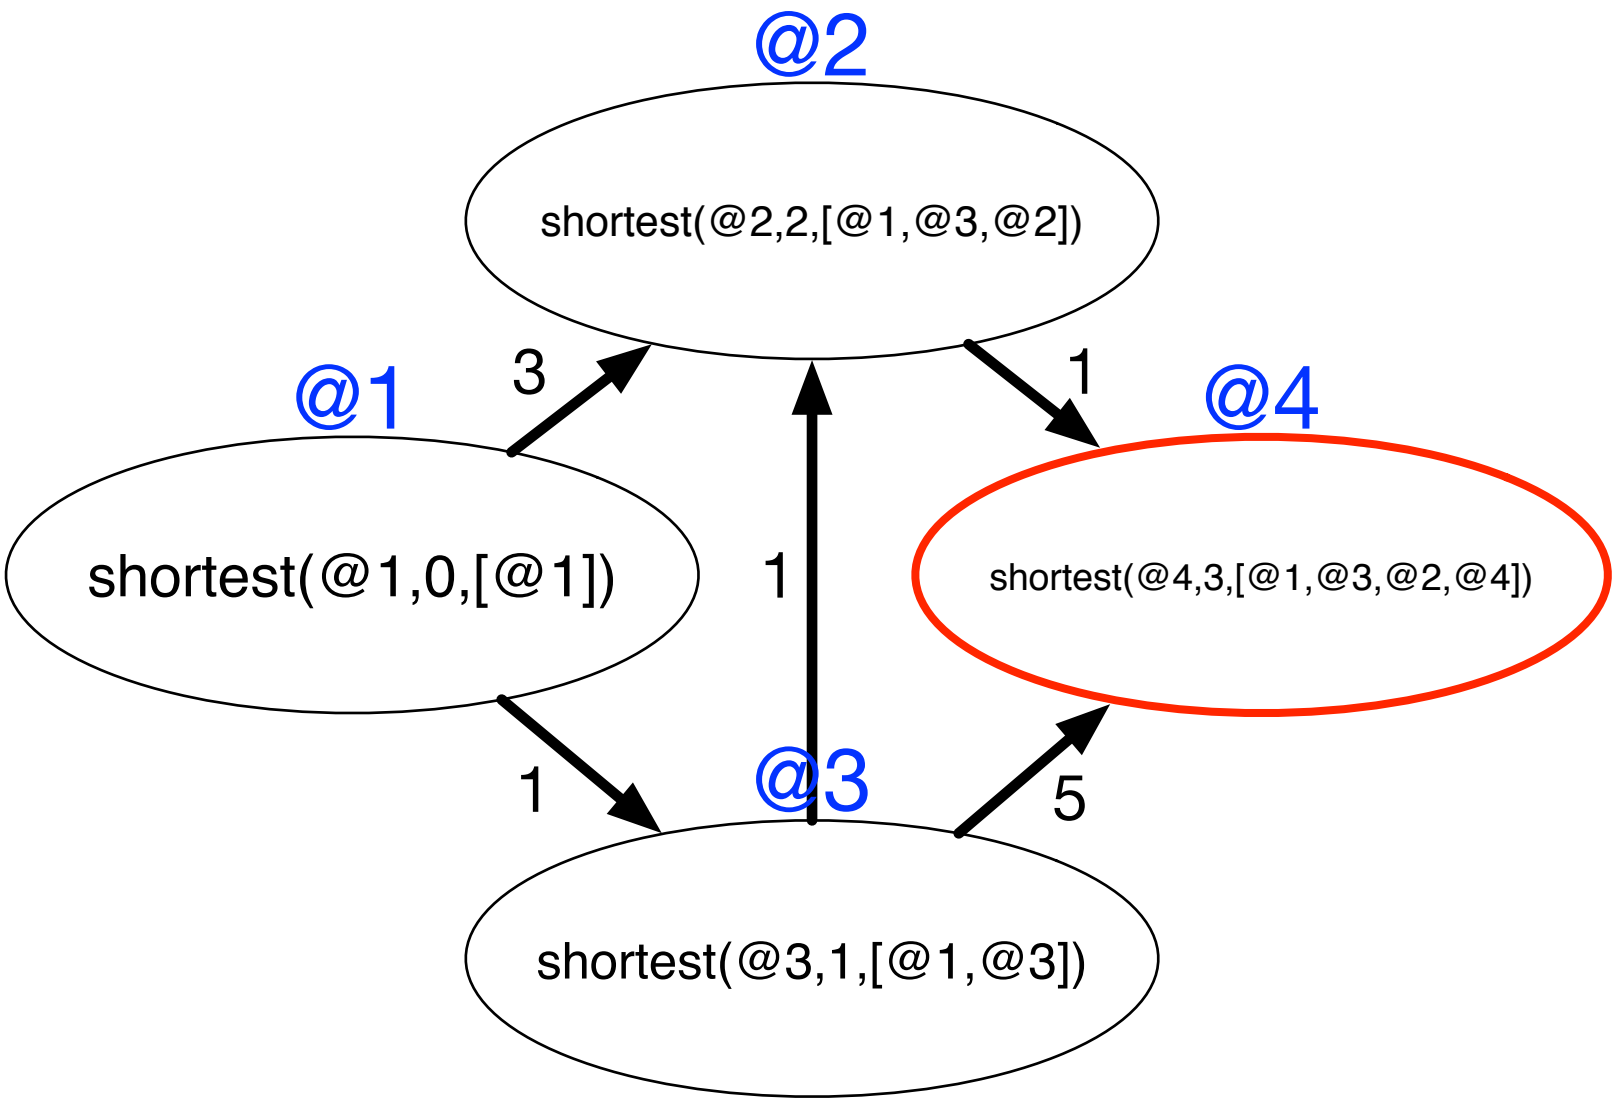 @2
shortest(@2,2,[@1,@3,@2])
3
1
@1
@4
shortest(@1,0,[@1])
1
shortest(@4,3,[@1,@3,@2,@4])
1
@3
5
shortest(@3,1,[@1,@3])